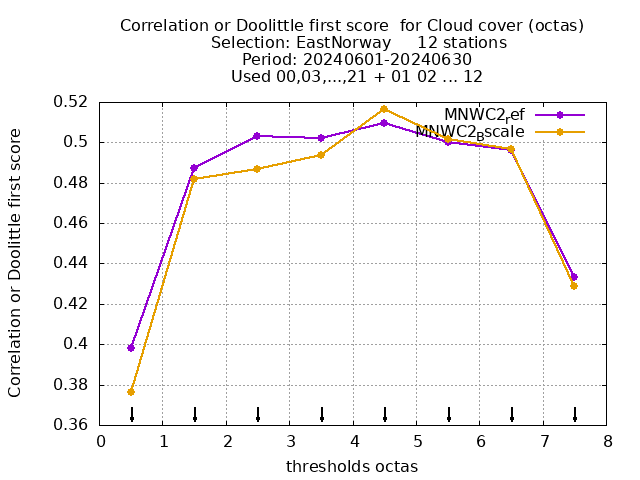 Correlation or Doolittle first score  for Cloud cover (octas)
Selection: EastNorway     12 stations
Period: 20240601-20240630
Used 00,03,...,21 + 01 02 ... 12
Correlation or Doolittle first score
0.52
0.5
0.48
0.46
0.44
0.42
0.4
0.38
0.36
MNWC2ref
MNWC2Bscale
0 1 2 3 4 5 6 7 8
thresholds octas